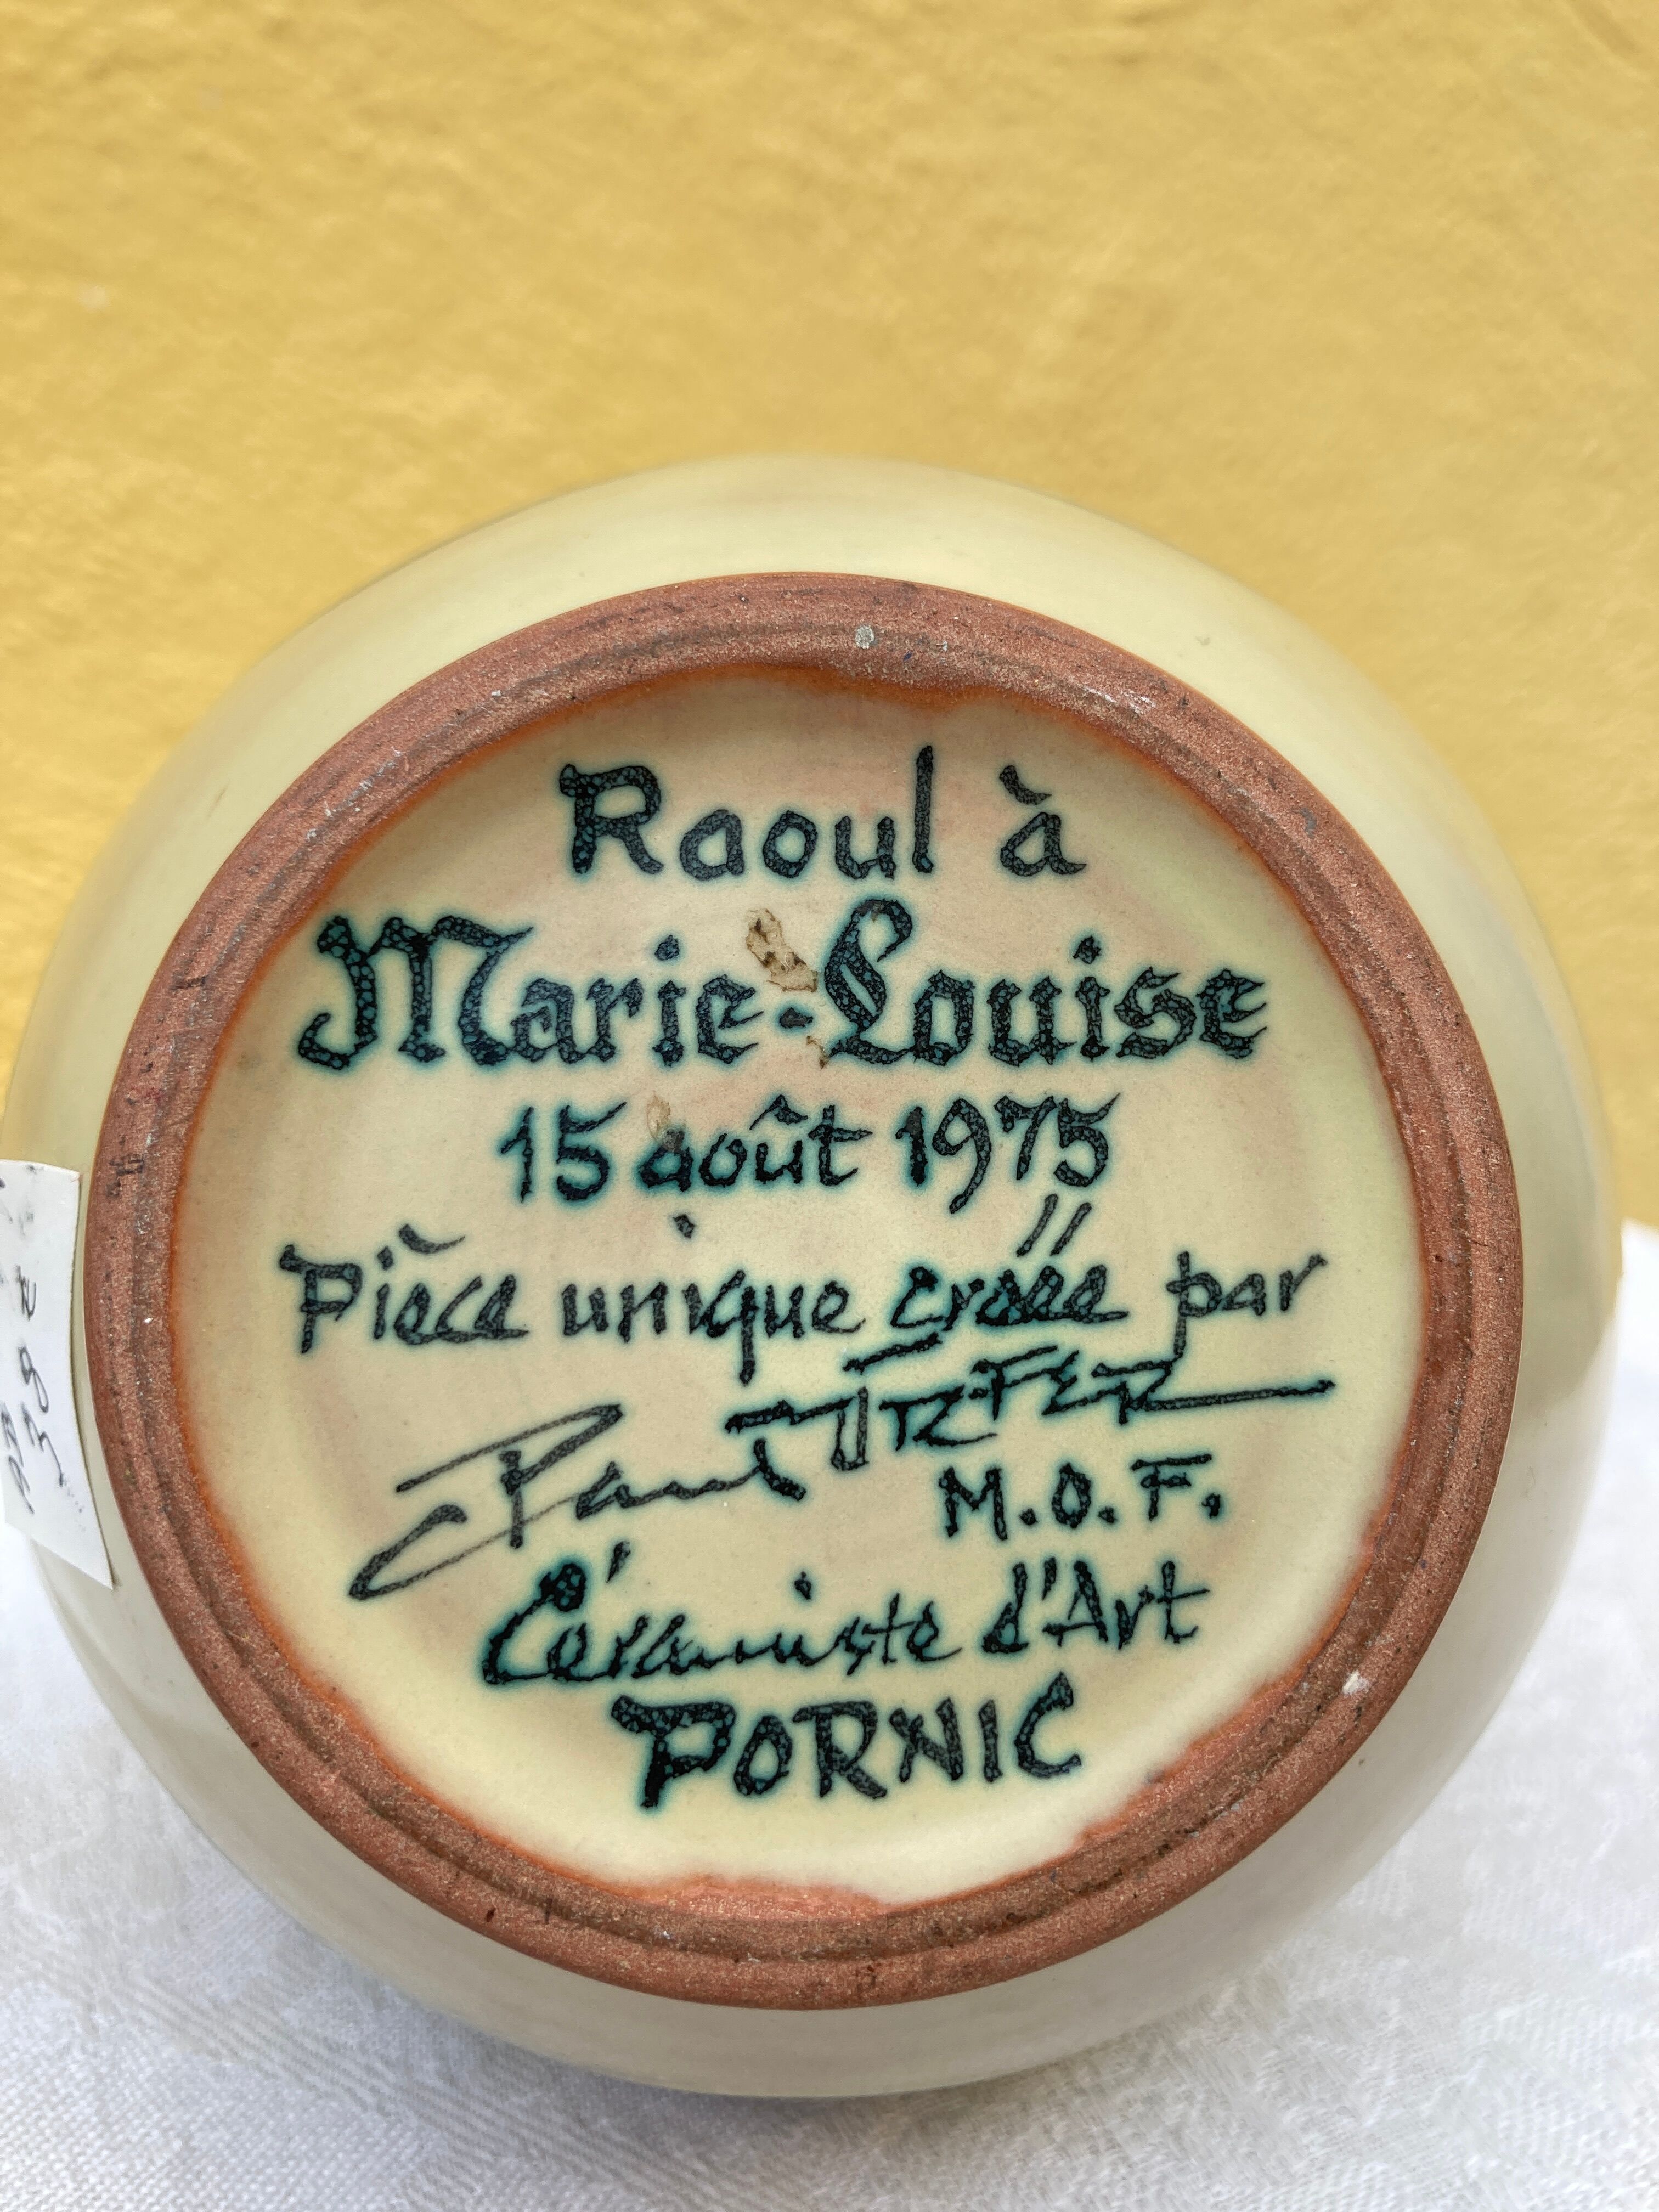 Raoul à
Marie-Louise
15 août 1975
Pièce unique créée par
Paul
M.O.F.
Céramiste d'Art
PORNIC